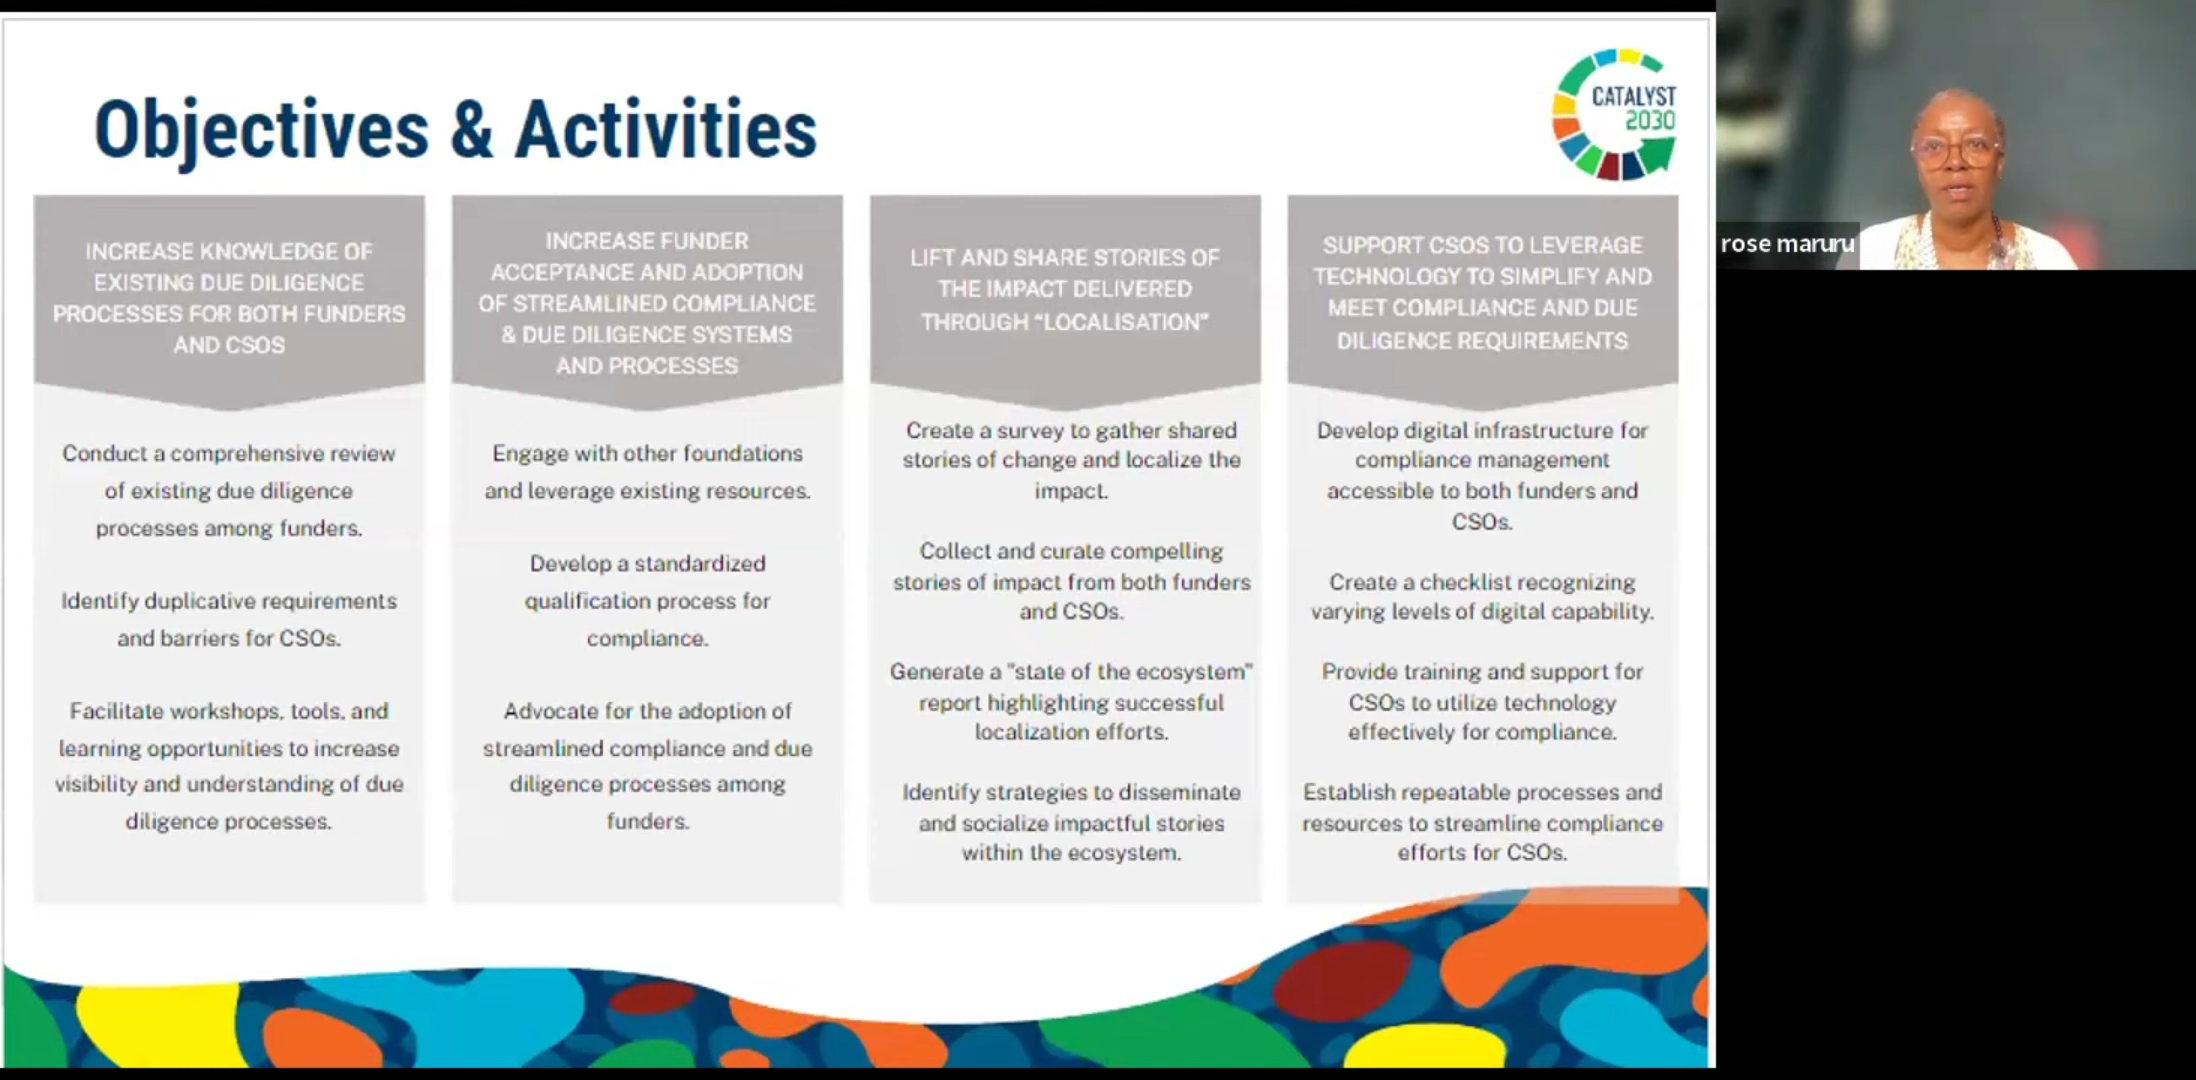 Objectives & Activities
CATALYST
2030
rose maruru
INCREASE KNOWLEDGE OF
EXISTING DUE DILIGENCE
PROCESSES FOR BOTH FUNDERS
AND CSOS
Conduct a comprehensive review
of existing due diligence
processes among funders.
Identify duplicative requirements
and barriers for CSOs.
Facilitate workshops, tools, and
learning opportunities to increase
visibility and understanding of due
diligence processes.
INCREASE FUNDER
ACCEPTANCE AND ADOPTION
OF STREAMLINED COMPLIANCE
& DUE DILIGENCE SYSTEMS
AND PROCESSES
Engage with other foundations
and leverage existing resources.
Develop a standardized
qualification process for
compliance.
Advocate for the adoption of
streamlined compliance and due
diligence processes among
funders.
LIFT AND SHARE STORIES OF
THE IMPACT DELIVERED
THROUGH “LOCALISATION”
Create a survey to gather shared
stories of change and localize the
impact.
Collect and curate compelling
stories of impact from both funders
and CSOs.
Generate a "state of the ecosystem"
report highlighting successful
localization efforts.
Identify strategies to disseminate
and socialize impactful stories
within the ecosystem.
SUPPORT CSOS TO LEVERAGE
TECHNOLOGY TO SIMPLIFY AND
MEET COMPLIANCE AND DUE
DILIGENCE REQUIREMENTS
Develop digital infrastructure for
compliance management
accessible to both funders and
CSOs.
Create a checklist recognizing
varying levels of digital capability.
Provide training and support for
CSOs to utilize technology
effectively for compliance.
Establish repeatable processes and
resources to streamline compliance
efforts for CSOs.